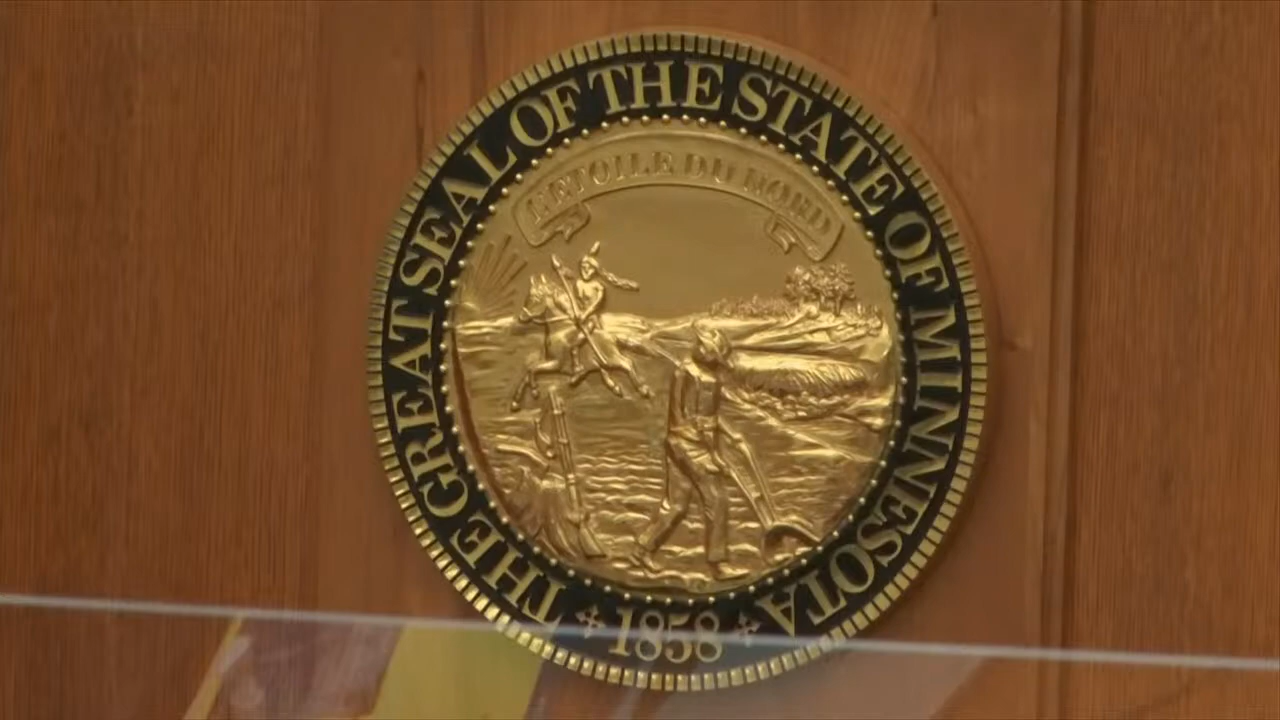 THE GREAT SEAL OF THE STATE OF MINNESOTA
L'ETOILE DU NORD
1858